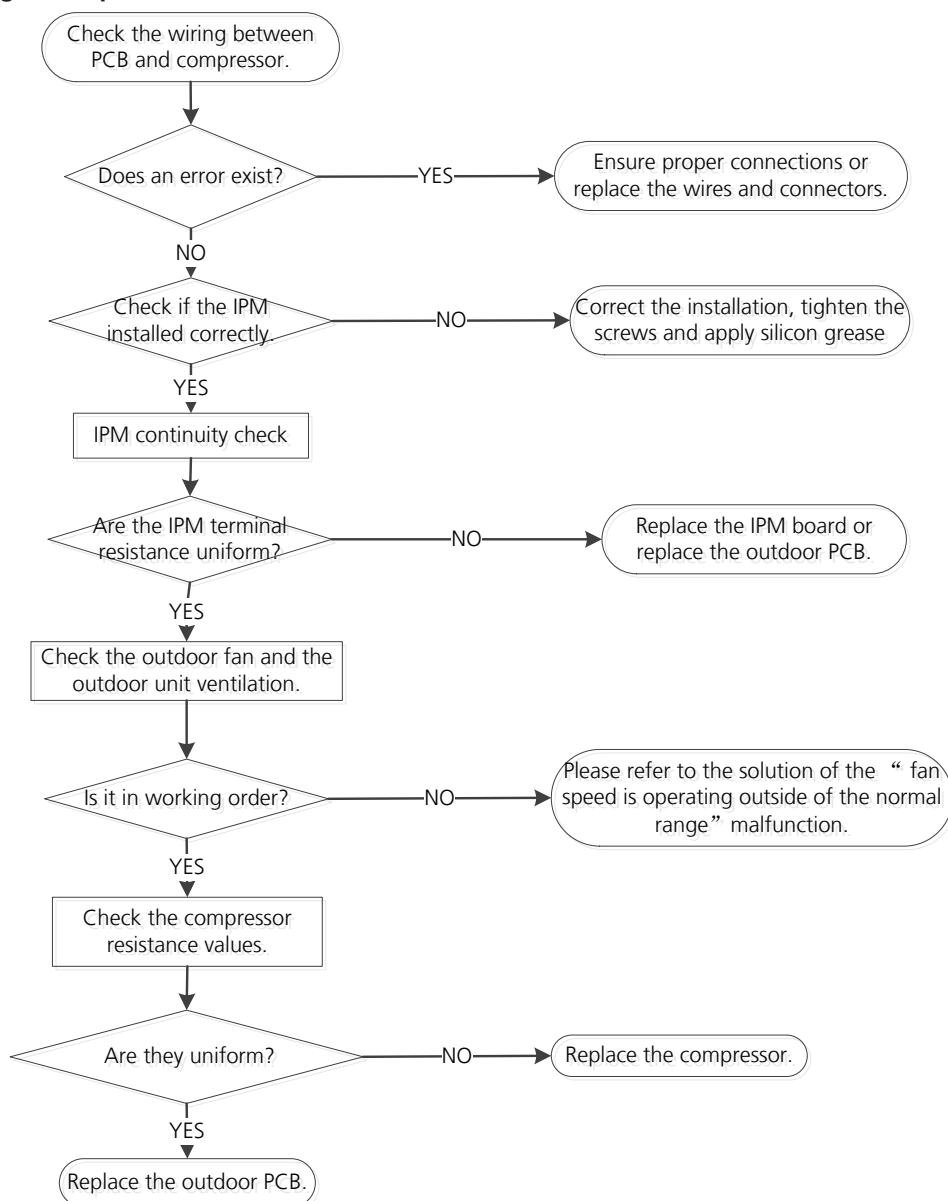 Check the wiring between
PCB and compressor.
Does an error exist?
YES
Ensure proper connections or
replace the wires and connectors.
NO
Check if the IPM
installed correctly.
NO
Correct the installation, tighten the
screws and apply silicon grease
YES
IPM continuity check
Are the IPM terminal
resistance uniform?
NO
Replace the IPM board or
replace the outdoor PCB.
YES
Check the outdoor fan and the
outdoor unit ventilation.
Is it in working order?
NO
Please refer to the solution of the “ fan
speed is operating outside of the normal
range” malfunction.
YES
Check the compressor
resistance values.
Are they uniform?
NO
Replace the compressor.
YES
Replace the outdoor PCB.